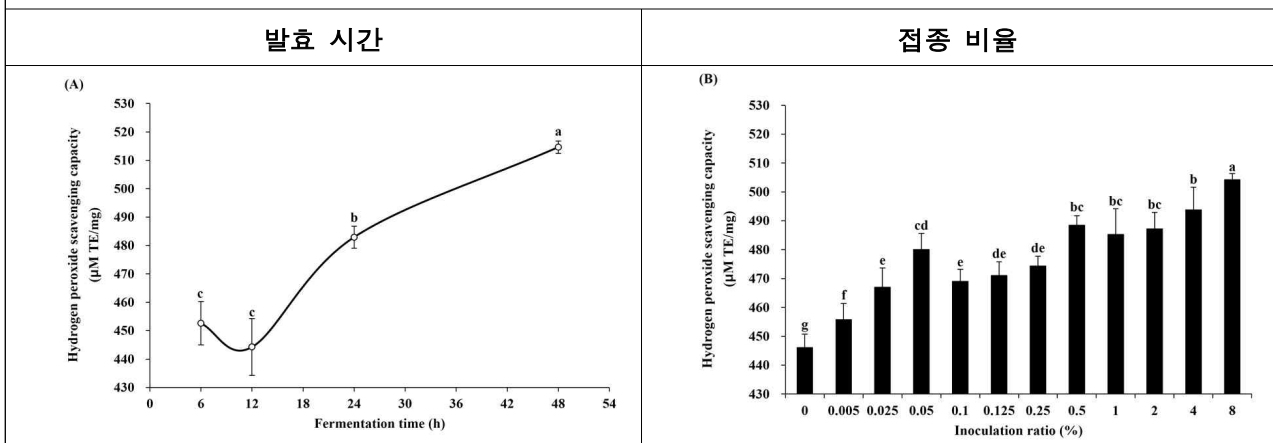 발효 시간
접종 비율
(A)
Hydrogen peroxide scavenging capacity
(μM TE/mg)
530
520
510
500
490
480
470
460
450
440
430
c
c
b
a
0 6 12 18 24 30 36 42 48 54
Fermentation time (h)
(B)
Hydrogen peroxide scavenging capacity
(μM TE/mg)
530
520
510
500
490
480
470
460
450
440
430
g f e cd e de de bc bc bc b a
0 0.005 0.025 0.05 0.1 0.125 0.25 0.5 1 2 4 8
Inoculation ratio (%)